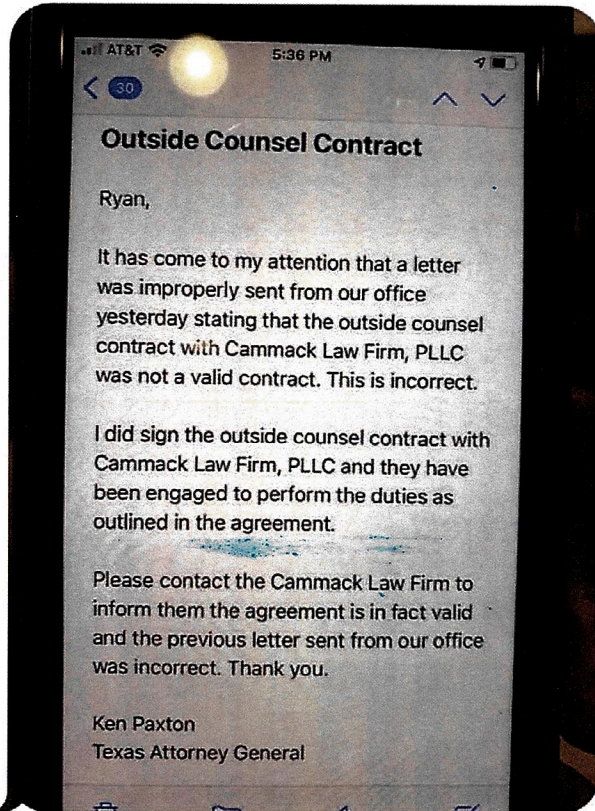 AT&T
5:36 PM
30
Outside Counsel Contract
Ryan,
It has come to my attention that a letter
was improperly sent from our office
yesterday stating that the outside counsel
contract with Cammack Law Firm, PLLC
was not a valid contract. This is incorrect.
I did sign the outside counsel contract with
Cammack Law Firm, PLLC and they have
been engaged to perform the duties as
outlined in the agreement.
Please contact the Cammack Law Firm to
inform them the agreement is in fact valid
and the previous letter sent from our office
was incorrect. Thank you.
Ken Paxton
Texas Attorney General